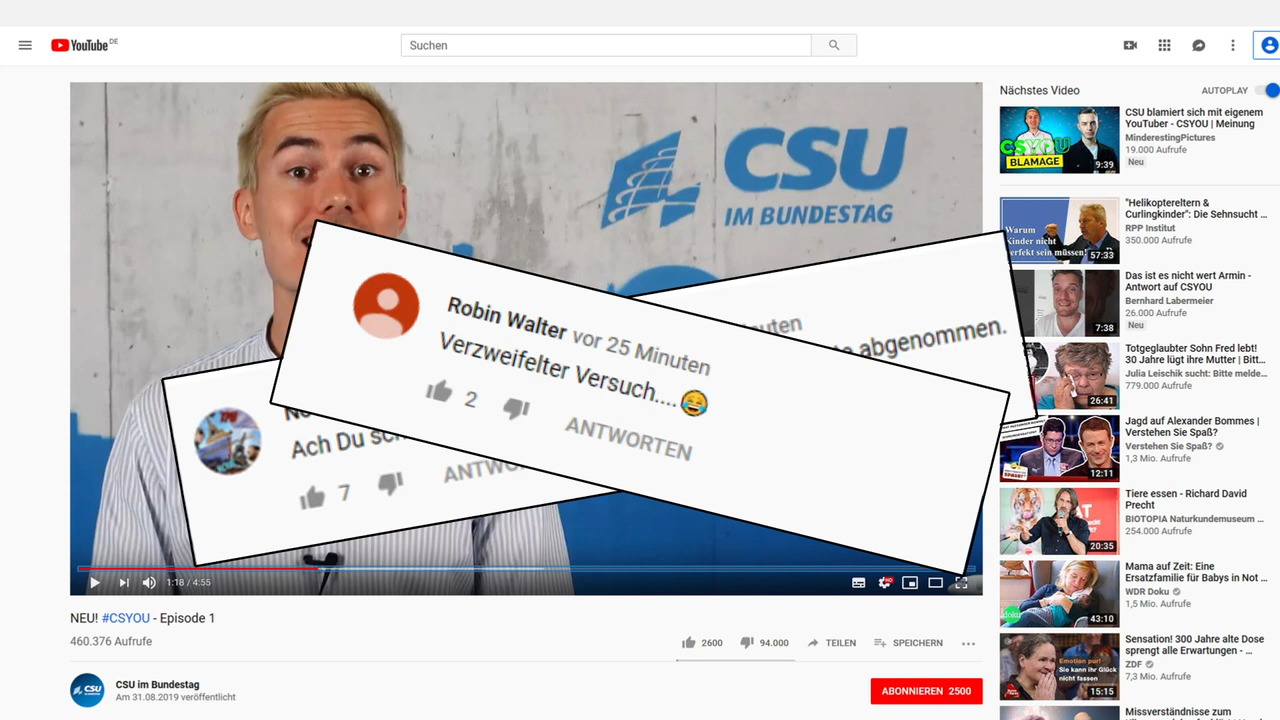 YouTube DE
Suchen
CSU
IM BUNDESTAG
Robin Walter vor 25 Minuten
Verzweifelter Versuch....😂
2
ANTWORTEN
abgenommen.
Ach Du
7
1:18 / 4:55
NEU! #CSYOU - Episode 1
460.376 Aufrufe
2600
94.000
TEILEN
SPEICHERN
CSU
CSU im Bundestag
Am 31.08.2019 veröffentlicht
ABONNIEREN 2500
Nächstes Video
AUTOPLAY
CSYOU
BLAMAGE
9:39
CSU blamiert sich mit eigenem
YouTuber - CSYOU | Meinung
MinderestingPictures
19.000 Aufrufe
Neu
Warum
Kinder nicht
perfekt sein müssen!
57:33
"Helikoptereltern &
Curlingkinder": Die Sehnsucht ...
RPP Institut
350.000 Aufrufe
7:38
Das ist es nicht wert Armin -
Antwort auf CSYOU
Bernhard Labermeier
26.000 Aufrufe
Neu
26:41
Totgeglaubter Sohn Fred lebt!
30 Jahre lügt ihre Mutter | Bitt...
Julia Leischik sucht: Bitte melde...
779.000 Aufrufe
12:11
Jagd auf Alexander Bommes |
Verstehen Sie Spaß?
Verstehen Sie Spaß?
1,3 Mio. Aufrufe
20:35
Tiere essen - Richard David
Precht
BIOTOPIA Naturkundemuseum ...
254.000 Aufrufe
doku
43:10
Mama auf Zeit: Eine
Ersatzfamilie für Babys in Not ...
WDR Doku
1,5 Mio. Aufrufe
Emotion pur!
Sie kann ihr Glück
nicht fassen
15:15
Sensation! 300 Jahre alte Dose
sprengt alle Erwartungen - ...
ZDF
7,3 Mio. Aufrufe
Missverständnisse zum